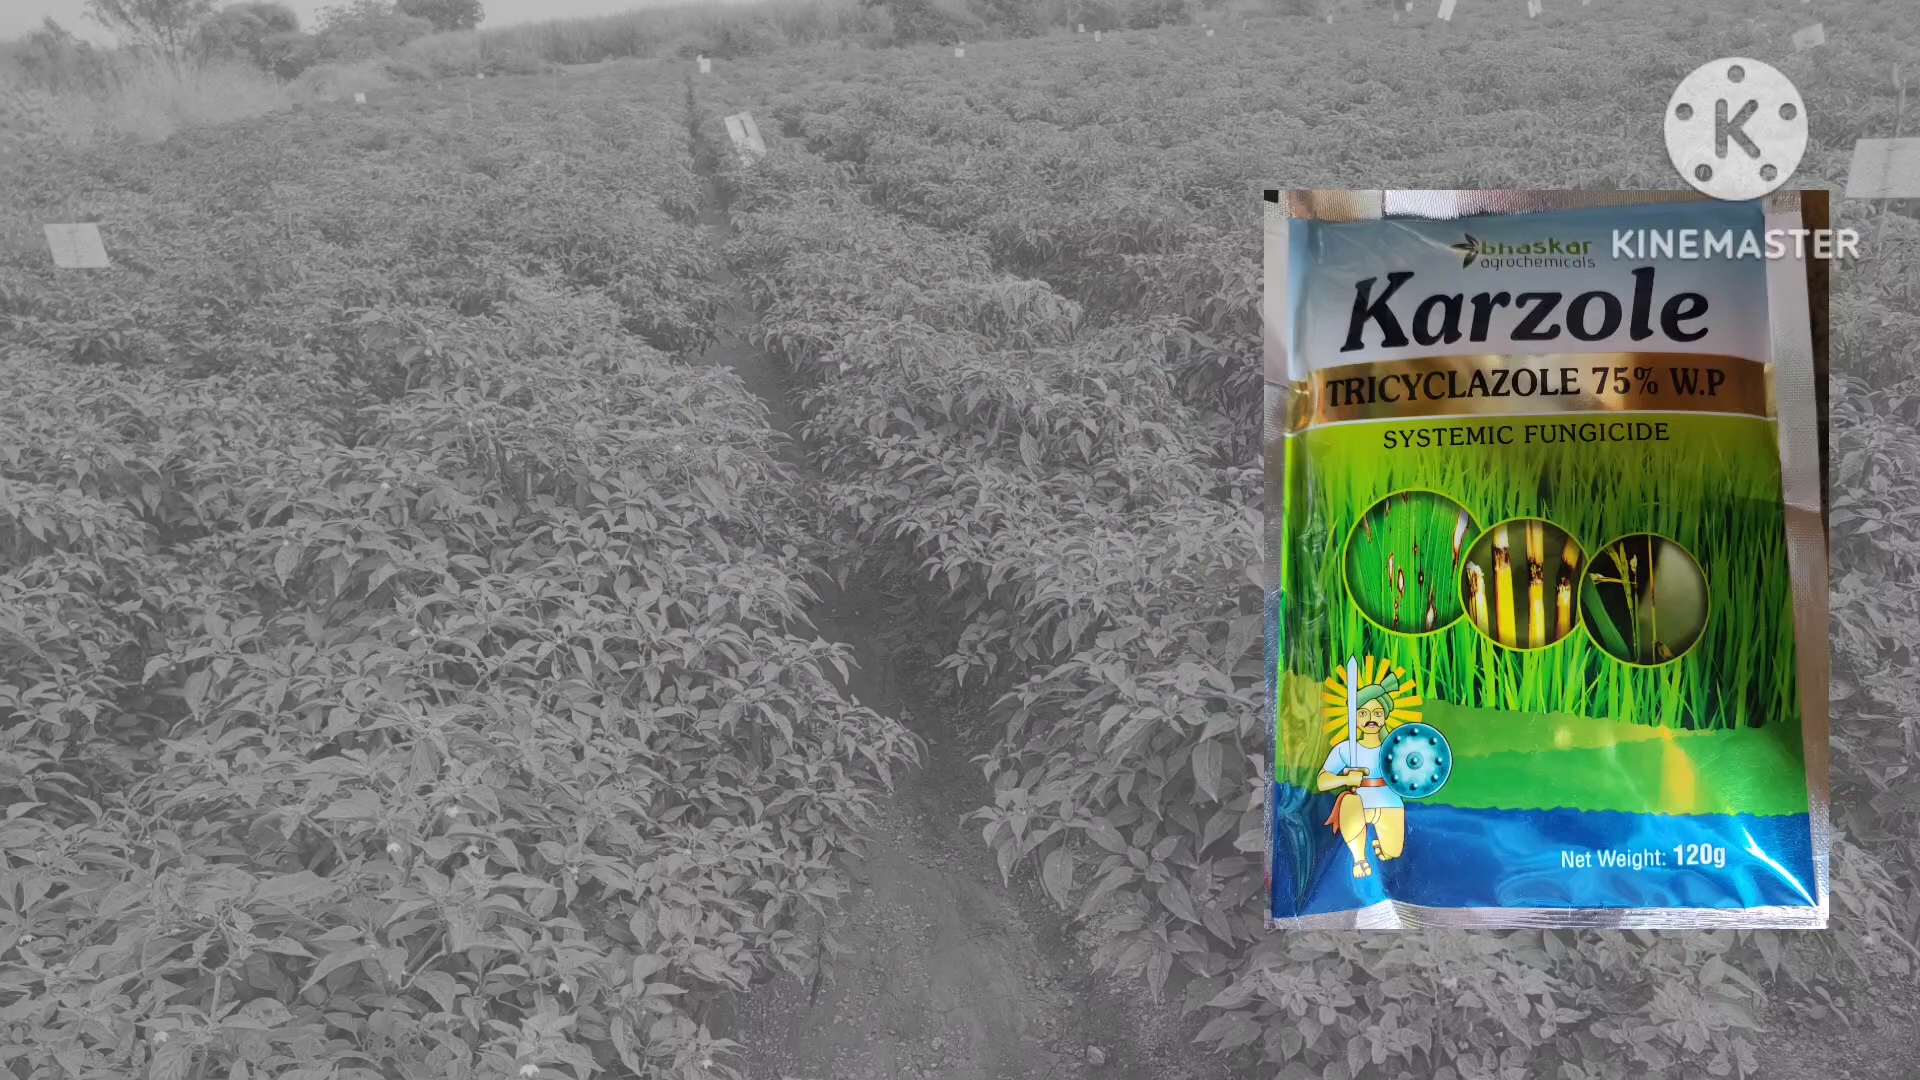 K
KINEMASTER
bhaskar
agrochemicals
Karzole
TRICYCLAZOLE 75% W.P
SYSTEMIC FUNGICIDE
Net Weight: 120g